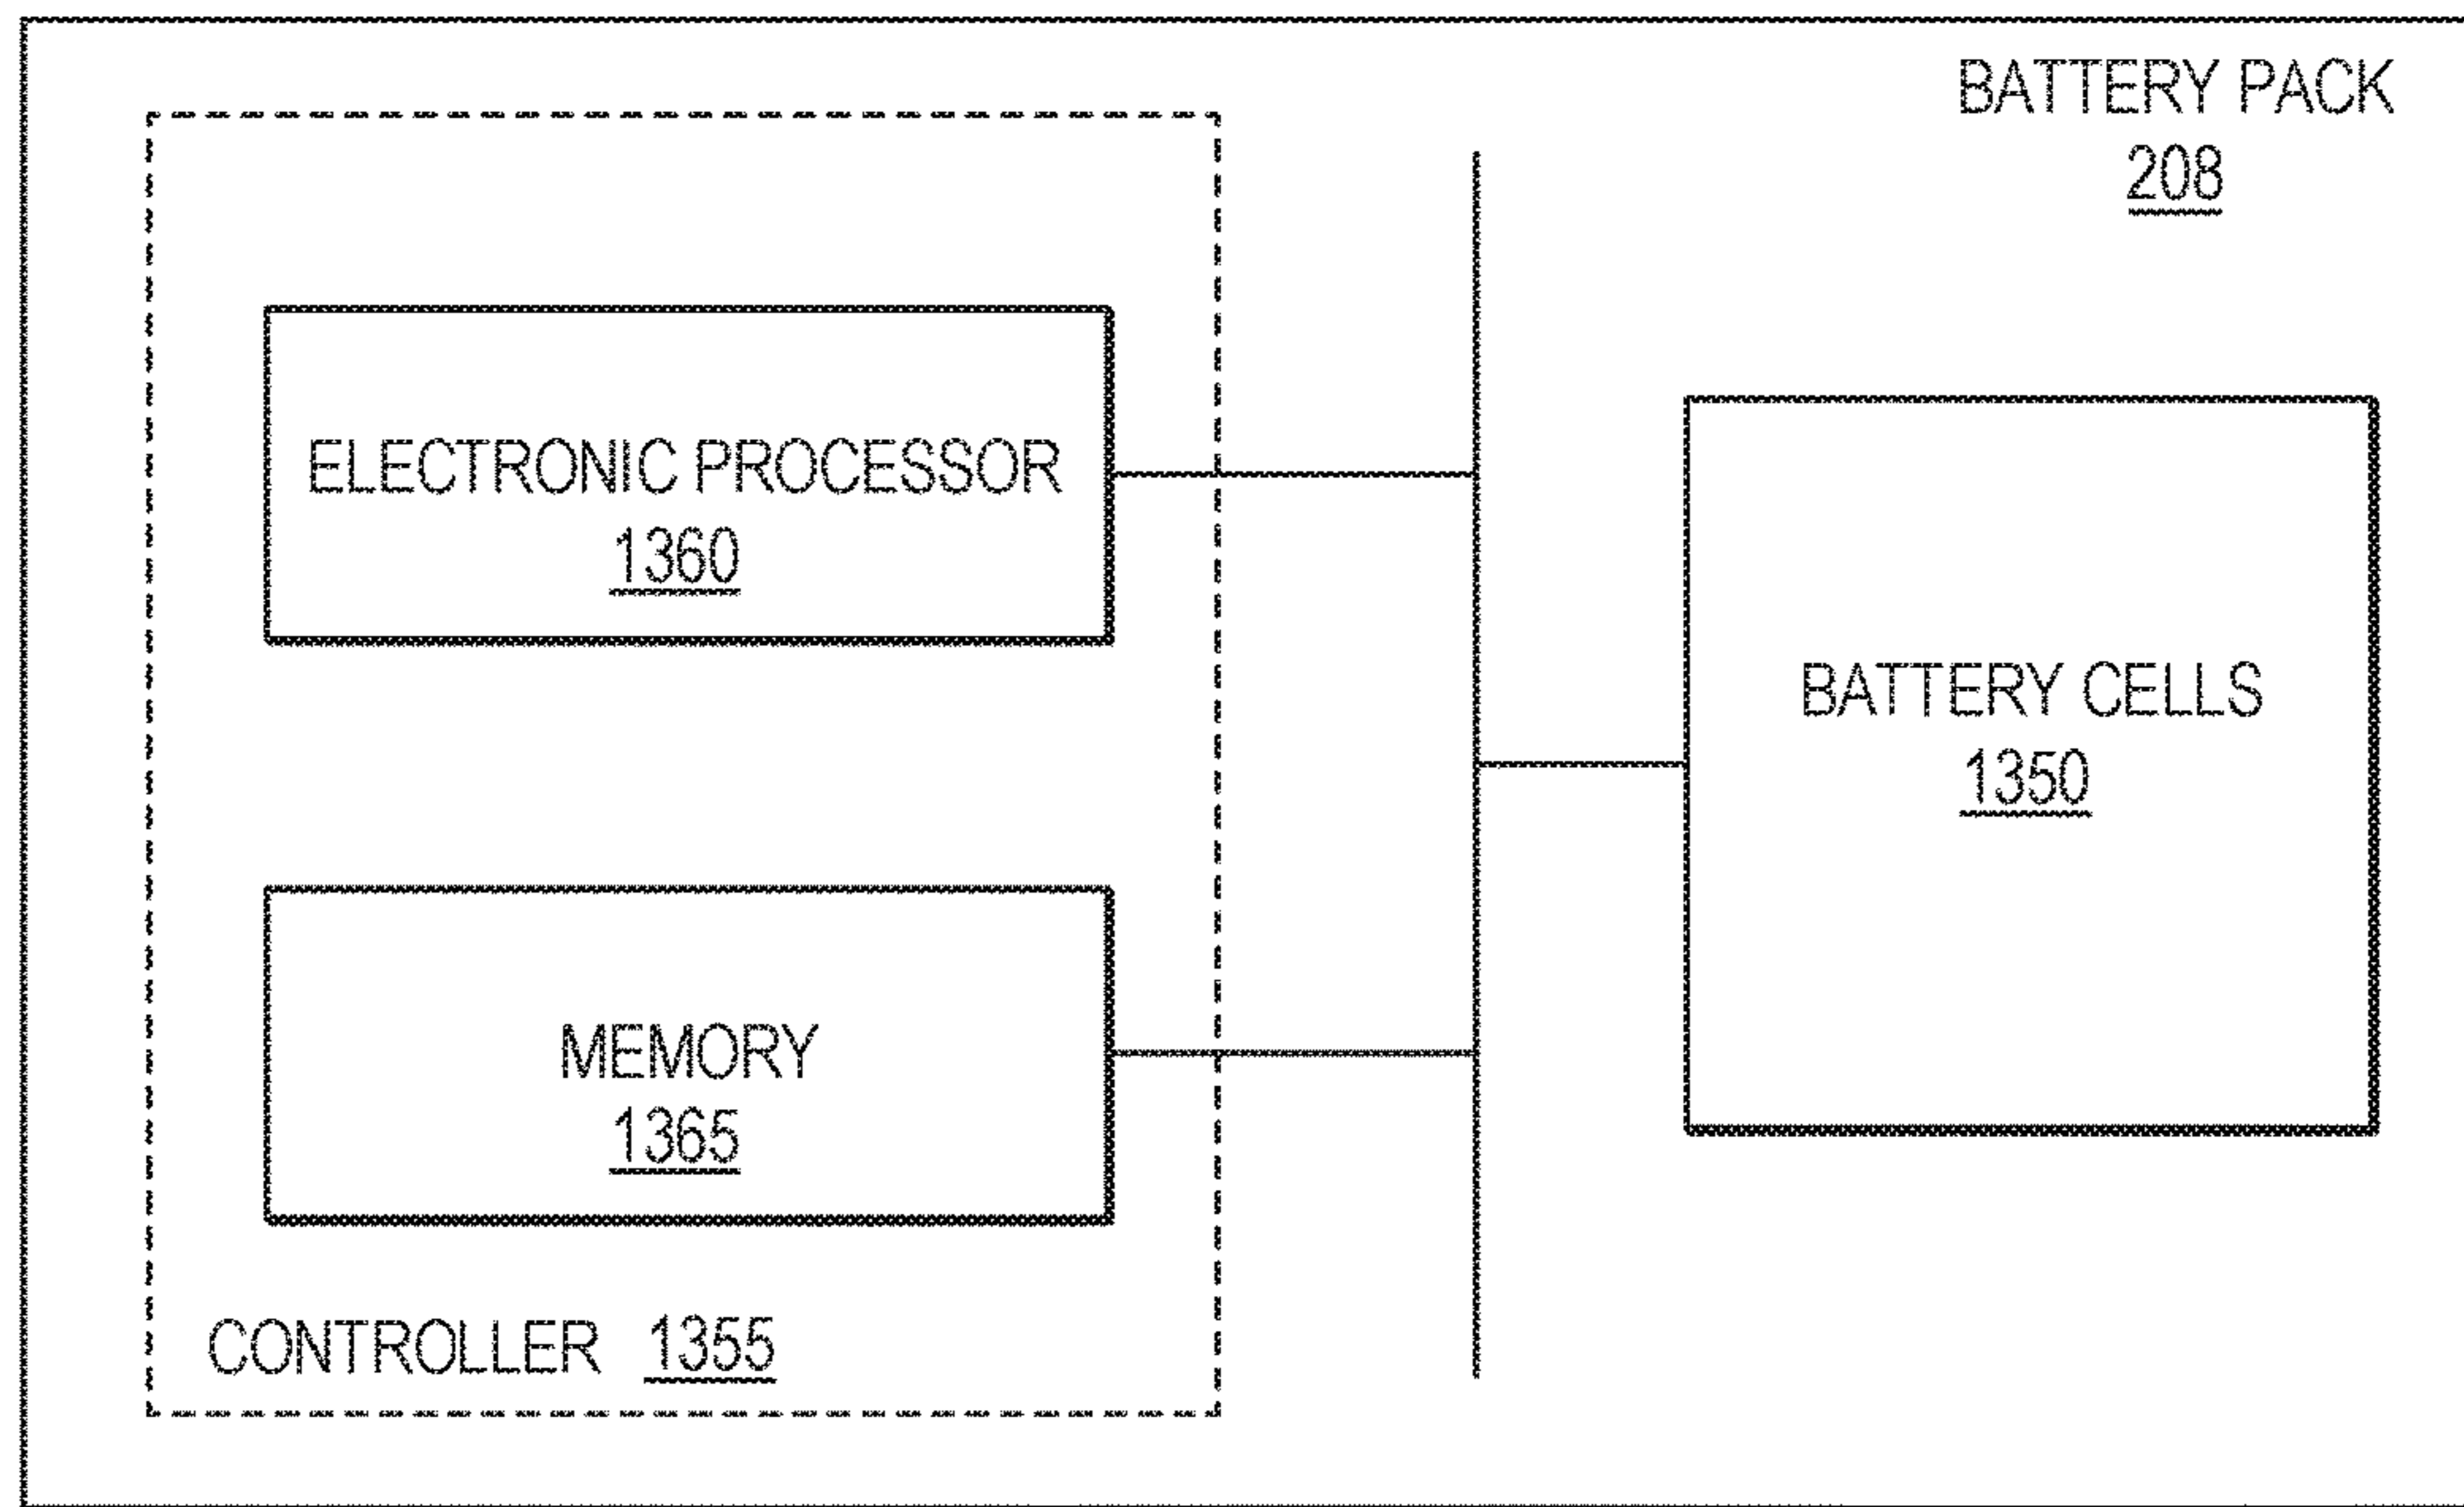 BATTERY PACK
208
ELECTRONIC PROCESSOR
1360
BATTERY CELLS
1350
MEMORY
1365
CONTROLLER 1355